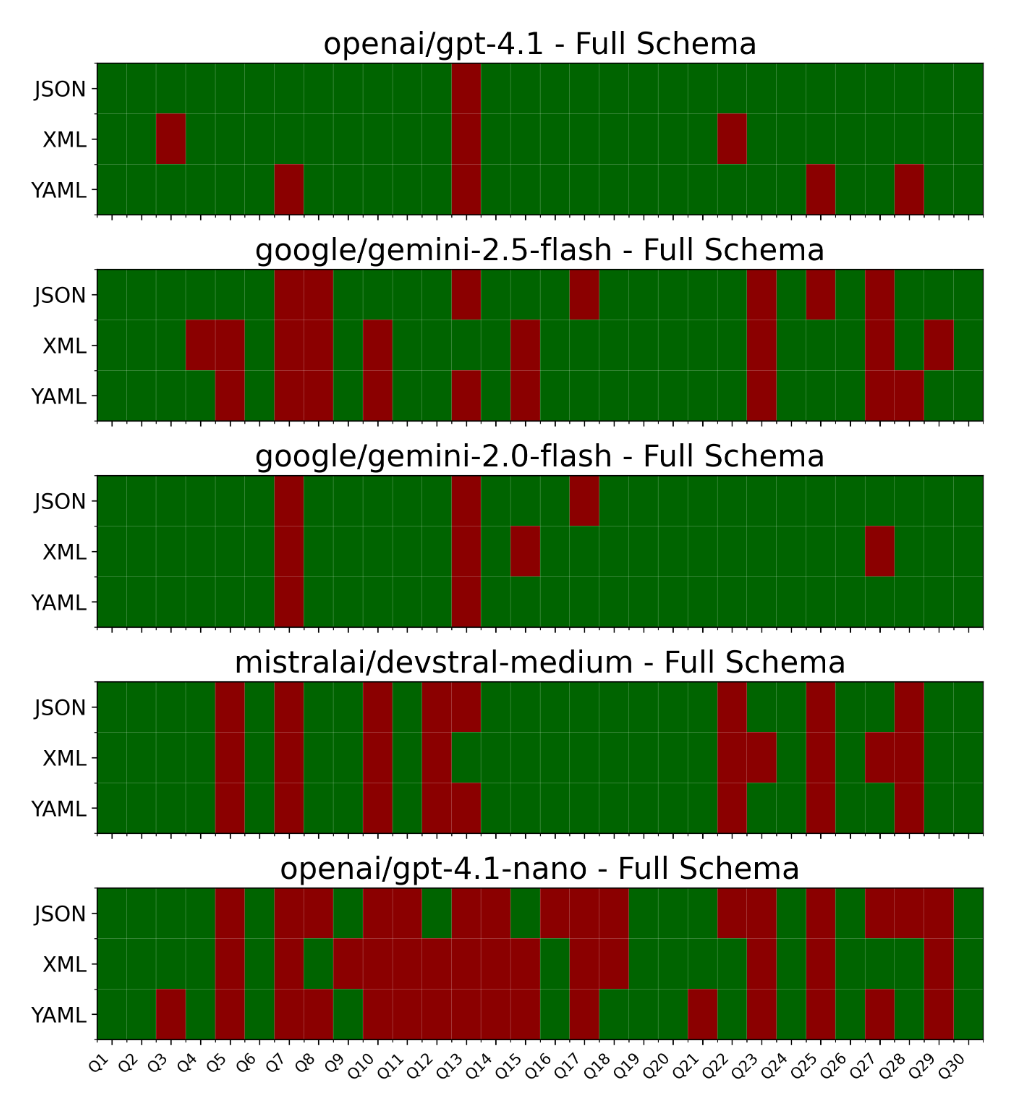 openai/gpt-4.1 - Full Schema
JSON
XML
YAML
google/gemini-2.5-flash - Full Schema
JSON
XML
YAML
google/gemini-2.0-flash - Full Schema
JSON
XML
YAML
mistralai/devstral-medium - Full Schema
JSON
XML
YAML
openai/gpt-4.1-nano - Full Schema
JSON
XML
YAML
Q1 Q2 Q3 Q4 Q5 Q6 Q7 Q8 Q9 Q10 Q11 Q12 Q13 Q14 Q15 Q16 Q17 Q18 Q19 Q20 Q21 Q22 Q23 Q24 Q25 Q26 Q27 Q28 Q29 Q30